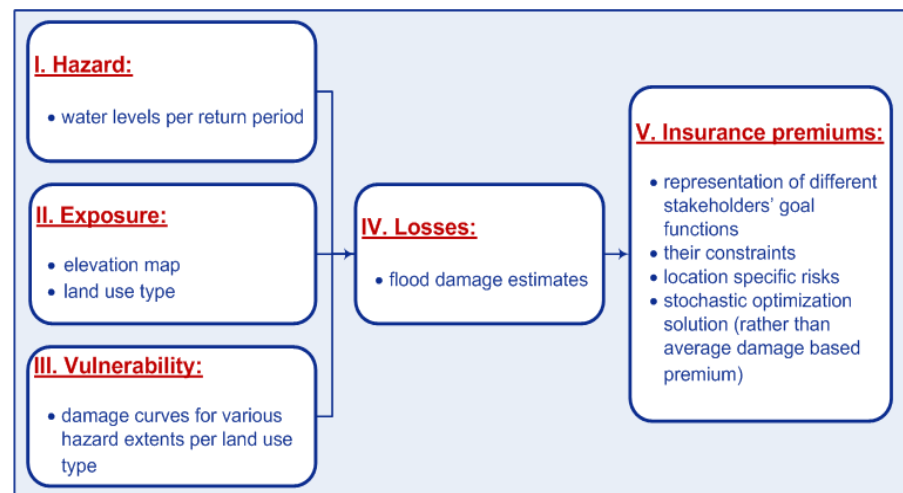 I. Hazard:
• water levels per return period
II. Exposure:
• elevation map
• land use type
III. Vulnerability:
• damage curves for various
hazard extents per land use
type
IV. Losses:
• flood damage estimates
V. Insurance premiums:
• representation of different
stakeholders' goal
functions
• their constraints
• location specific risks
• stochastic optimization
solution (rather than
average damage based
premium)